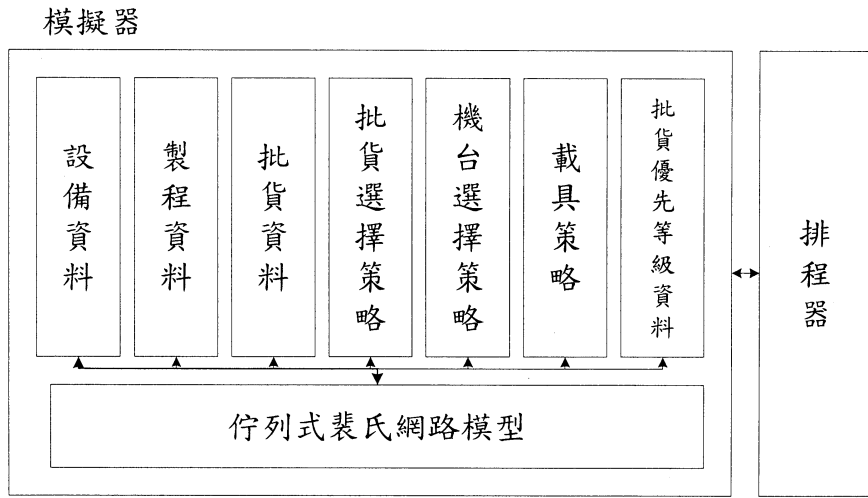 模擬器
設備資料
製程資料
批貨資料
批貨選擇策略
機台選擇策略
載具策略
批貨優先等級資料
排程器
佇列式裴氏網路模型